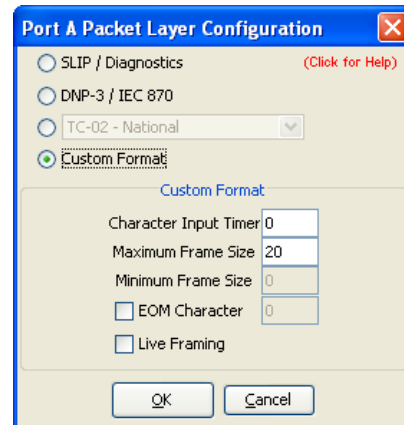 Port A Packet Layer Configuration
SLIP / Diagnostics (Click for Help)
DNP-3 / IEC 870
TC-02 - National
Custom Format
Custom Format
Character Input Timer 0
Maximum Frame Size 20
Minimum Frame Size 0
EOM Character 0
Live Framing
OK Cancel